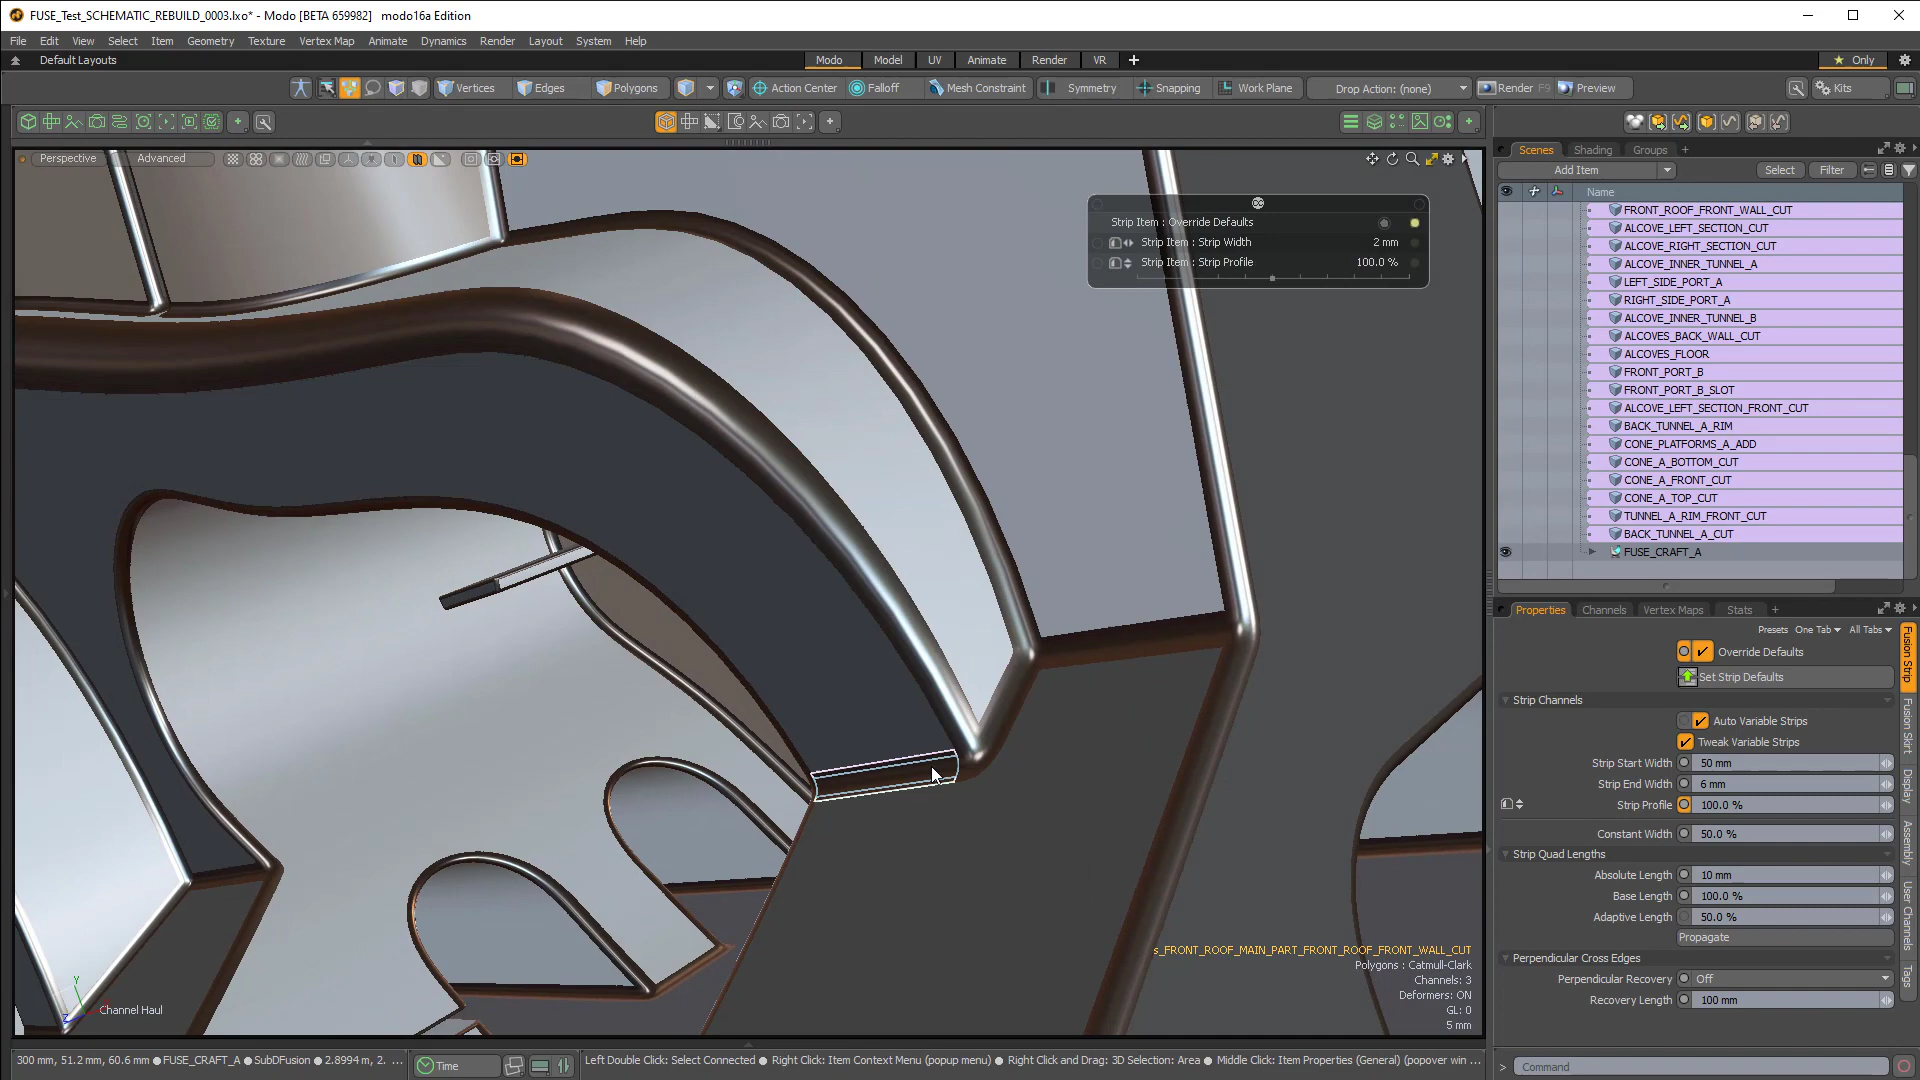 FUSE_Test_SCHEMATIC_REBUILD_0003.lxo* - Modo [BETA 659982] modo16a Edition
File Edit View Select Item Geometry Texture Vertex Map Animate Dynamics Render Layout System Help
Default Layouts
Modo Model UV Animate Render VR
Only
Vertices Edges Polygons Action Center Falloff Mesh Constraint Symmetry Snapping Work Plane Drop Action: (none) Render F9 Preview Kits
Perspective Advanced
Strip Item : Override Defaults
Strip Item : Strip Width 2 mm
Strip Item : Strip Profile 100.0 %
Scenes Shading Groups
Add Item Select Filter
Name
FRONT_ROOF_FRONT_WALL_CUT
ALCOVE_LEFT_SECTION_CUT
ALCOVE_RIGHT_SECTION_CUT
ALCOVE_INNER_TUNNEL_A
LEFT_SIDE_PORT_A
RIGHT_SIDE_PORT_A
ALCOVE_INNER_TUNNEL_B
ALCOVES_BACK_WALL_CUT
ALCOVES_FLOOR
FRONT_PORT_B
FRONT_PORT_B_SLOT
ALCOVE_LEFT_SECTION_FRONT_CUT
BACK_TUNNEL_A_RIM
CONE_PLATFORMS_A_ADD
CONE_A_BOTTOM_CUT
CONE_A_FRONT_CUT
CONE_A_TOP_CUT
TUNNEL_A_RIM_FRONT_CUT
BACK_TUNNEL_A_CUT
FUSE_CRAFT_A
Properties Channels Vertex Maps Stats
Presets One Tab All Tabs
Override Defaults
Set Strip Defaults
Strip Channels
Auto Variable Strips
Tweak Variable Strips
Strip Start Width 50 mm
Strip End Width 6 mm
Strip Profile 100.0 %
Constant Width 50.0 %
Strip Quad Lengths
Absolute Length 10 mm
Base Length 100.0 %
Adaptive Length 50.0 %
Propagate
Perpendicular Cross Edges
Perpendicular Recovery Off
Recovery Length 100 mm
Fusion Strip
Fusion Skirt
Display
Assembly
User Channels
Tags
s_FRONT_ROOF_MAIN_PART_FRONT_ROOF_FRONT_WALL_CUT
Polygons : Catmull-Clark
Channels: 3
Deformers: ON
GL: 0
5 mm
Y
Z
Channel Haul
300 mm, 51.2 mm, 60.6 mm FUSE_CRAFT_A SubDFusion 2.8994 m, 2. ...
Time
Left Double Click: Select Connected Right Click: Item Context Menu (popup menu) Right Click and Drag: 3D Selection: Area Middle Click: Item Properties (General) (popover win ...
> Command